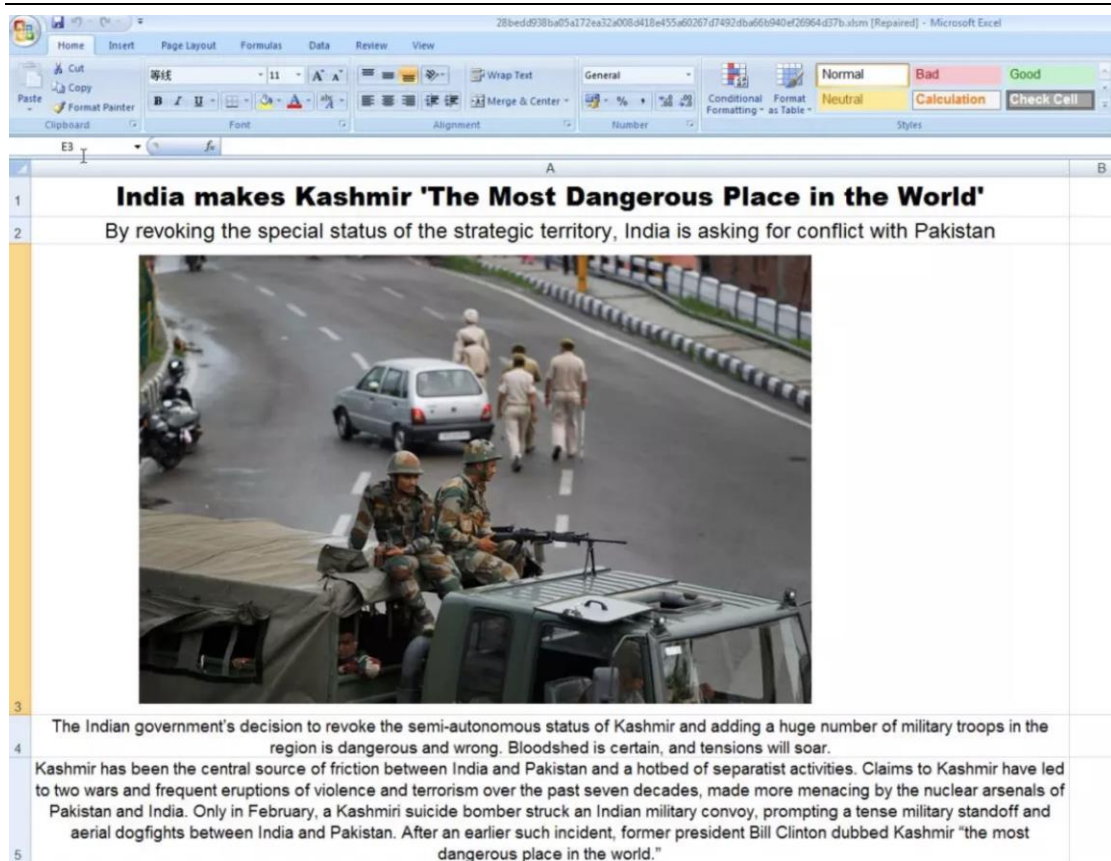 28bedd938ba05a172ea32a008d418e455a60267d7492dba66b940ef26964d37b.xlsm [Repaired] - Microsoft Excel
Home Insert Page Layout Formulas Data Review View
Paste
Cut
Copy
Format Painter
Clipboard
等线 11 A A
B I U A
Font
Wrap Text
Merge & Center
Alignment
General
% ,
Number
Conditional Formatting
Format as Table
Normal Bad Good
Neutral Calculation Check Cell
Styles
E3 fx
A B
1 India makes Kashmir 'The Most Dangerous Place in the World'
2 By revoking the special status of the strategic territory, India is asking for conflict with Pakistan
3
The Indian government's decision to revoke the semi-autonomous status of Kashmir and adding a huge number of military troops in the
4 region is dangerous and wrong. Bloodshed is certain, and tensions will soar.
Kashmir has been the central source of friction between India and Pakistan and a hotbed of separatist activities. Claims to Kashmir have led
to two wars and frequent eruptions of violence and terrorism over the past seven decades, made more menacing by the nuclear arsenals of
Pakistan and India. Only in February, a Kashmiri suicide bomber struck an Indian military convoy, prompting a tense military standoff and
aerial dogfights between India and Pakistan. After an earlier such incident, former president Bill Clinton dubbed Kashmir “the most
5 dangerous place in the world.”